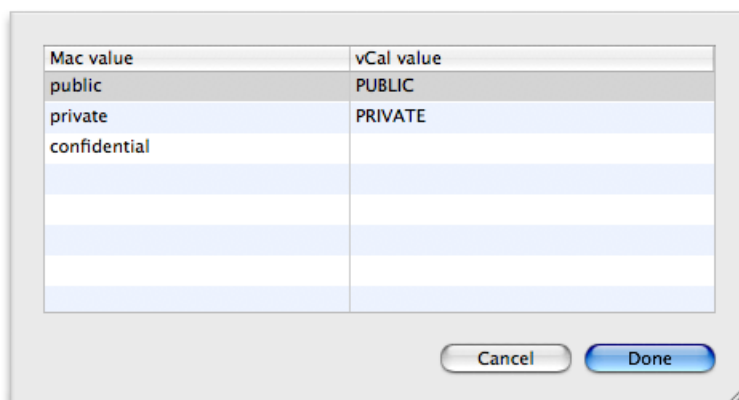 Mac value vCal value
public PUBLIC
private PRIVATE
confidential
Cancel Done